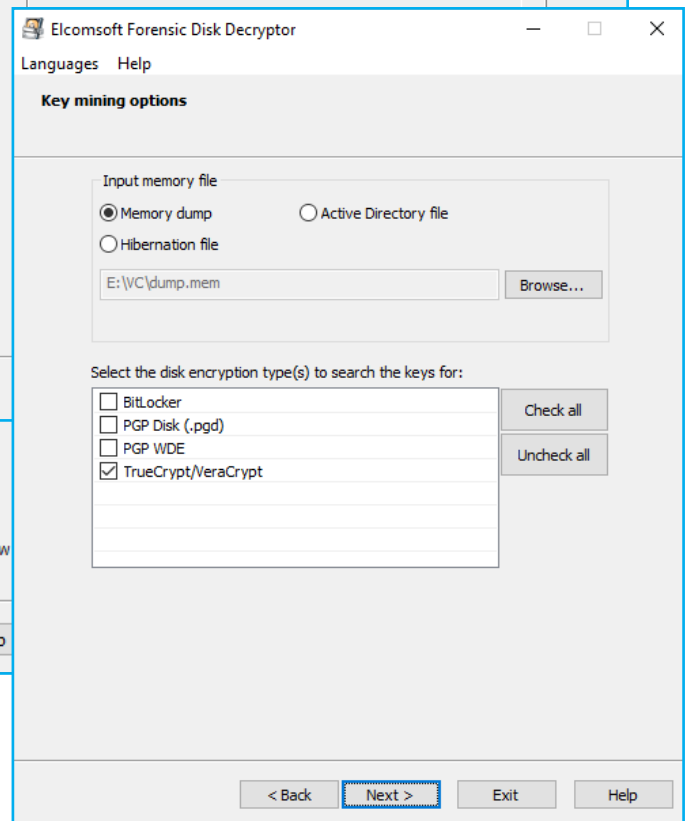 Elcomsoft Forensic Disk Decryptor
Languages Help
Key mining options
Input memory file
Memory dump Active Directory file
Hibernation file
E:\VC\dump.mem Browse...
Select the disk encryption type(s) to search the keys for:
BitLocker
Check all
PGP Disk (.pgd)
PGP WDE
Uncheck all
TrueCrypt/VeraCrypt
< Back Next > Exit Help